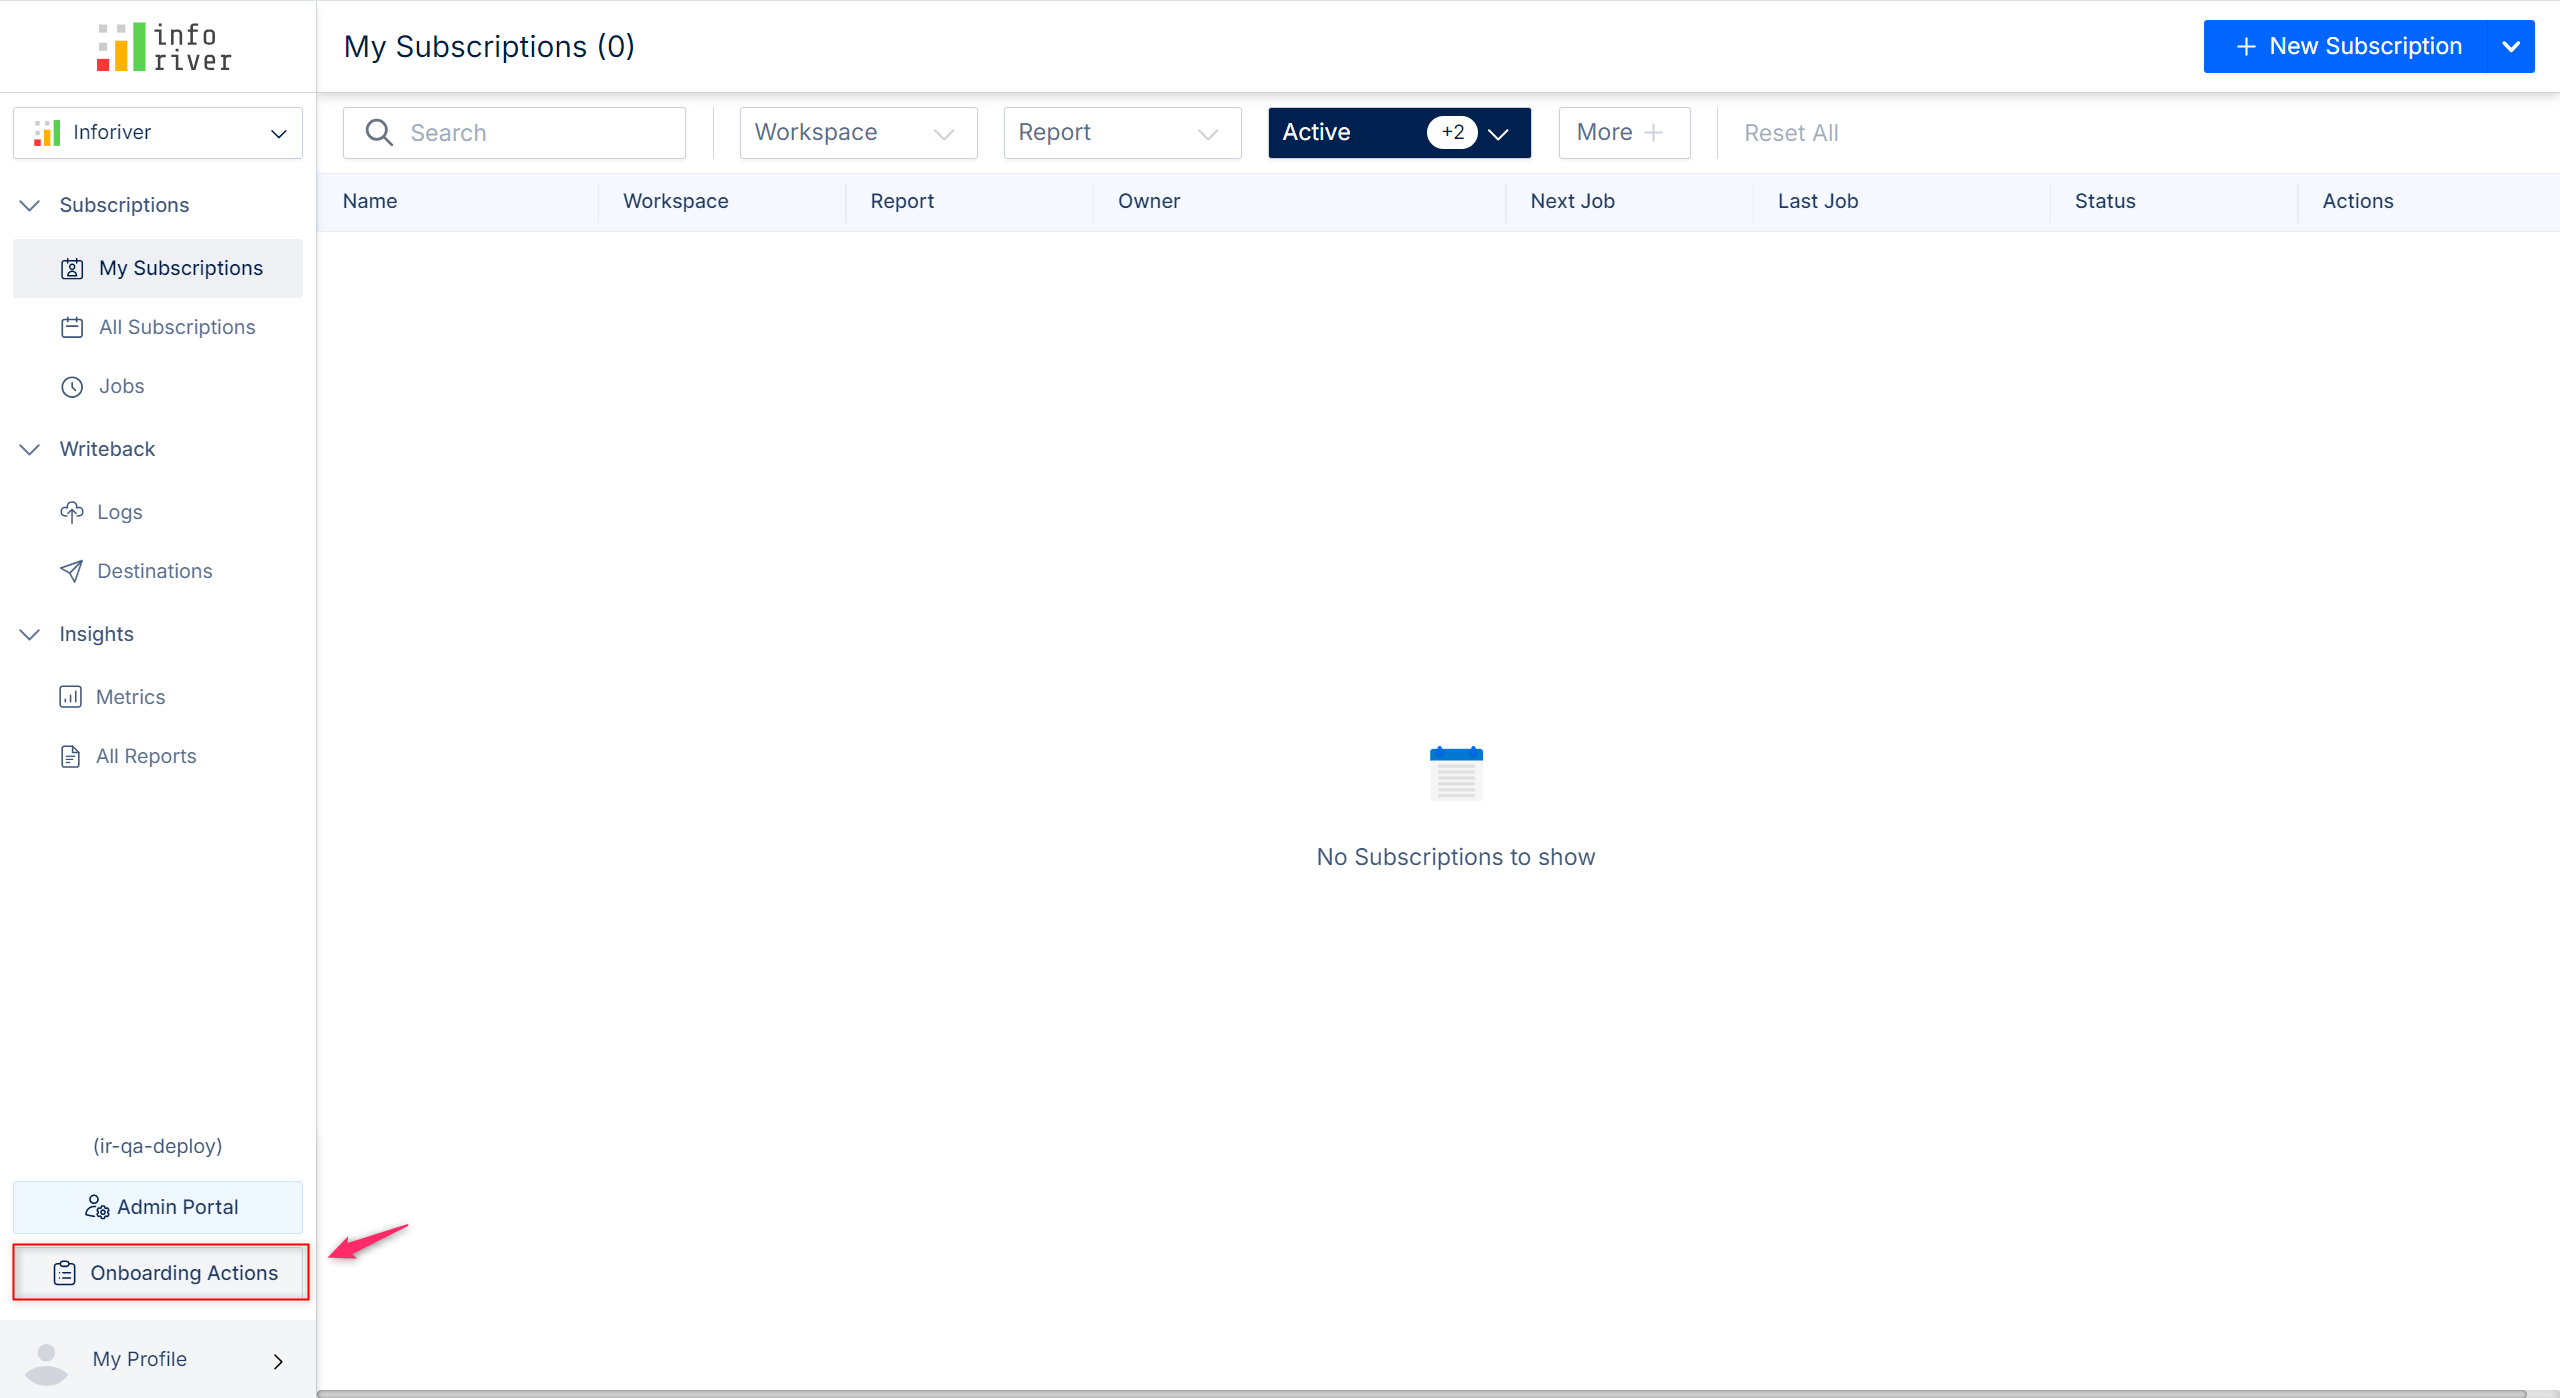 info
river
My Subscriptions (0)
New Subscription
Inforiver
Search
Workspace
Report
Active
+2
More
Reset All
Name
Workspace
Report
Owner
Next Job
Last Job
Status
Actions
Subscriptions
My Subscriptions
All Subscriptions
Jobs
Writeback
Logs
Destinations
Insights
Metrics
All Reports
No Subscriptions to show
(ir-qa-deploy)
Admin Portal
Onboarding Actions
My Profile